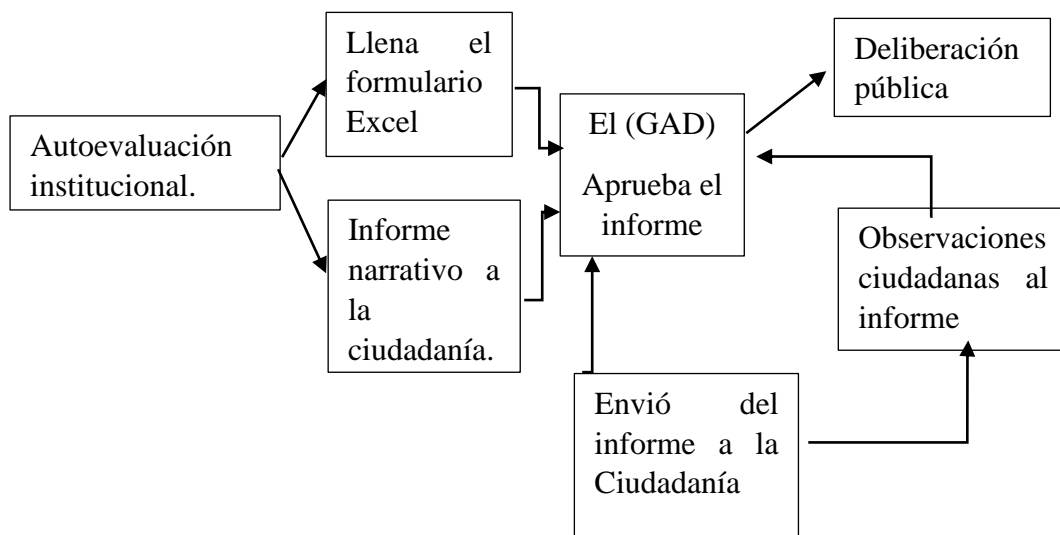 Autoevaluación
institucional.
Llena el
formulario
Excel
Informe
narrativo a
la
ciudadanía.
El (GAD)
Aprueba el
informe
Deliberación
pública
Observaciones
ciudadanas al
informe
Envió del
informe a la
Ciudadanía